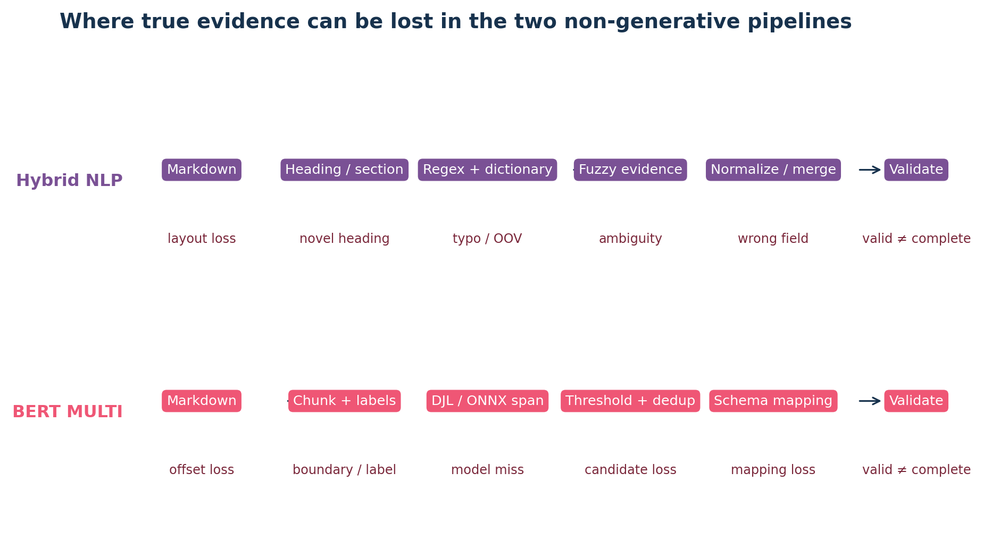 Where true evidence can be lost in the two non-generative pipelines
Hybrid NLP
Markdown
Heading / section
Regex + dictionary
Fuzzy evidence
Normalize / merge
Validate
layout loss
novel heading
typo / OOV
ambiguity
wrong field
valid ≠ complete
BERT MULTI
Markdown
Chunk + labels
DJL / ONNX span
Threshold + dedup
Schema mapping
Validate
offset loss
boundary / label
model miss
candidate loss
mapping loss
valid ≠ complete